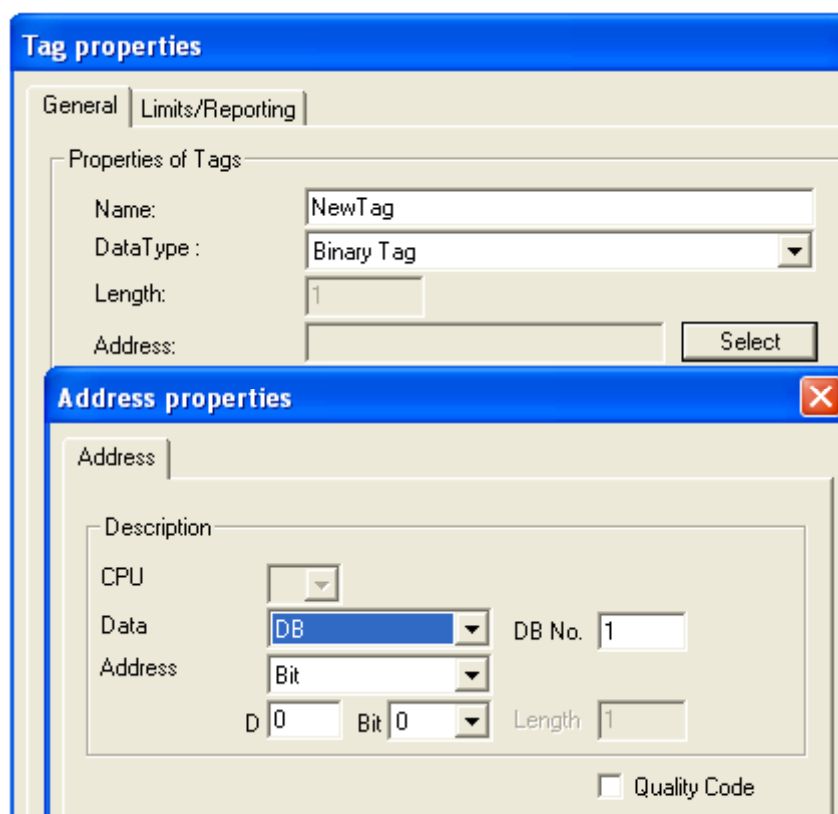 Tag properties
General Limits/Reporting
Properties of Tags
Name: NewTag
DataType : Binary Tag
Length: 1
Address: Select
Address properties
Address
Description
CPU
Data DB DB No. 1
Address Bit
D 0 Bit 0 Length 1
Quality Code